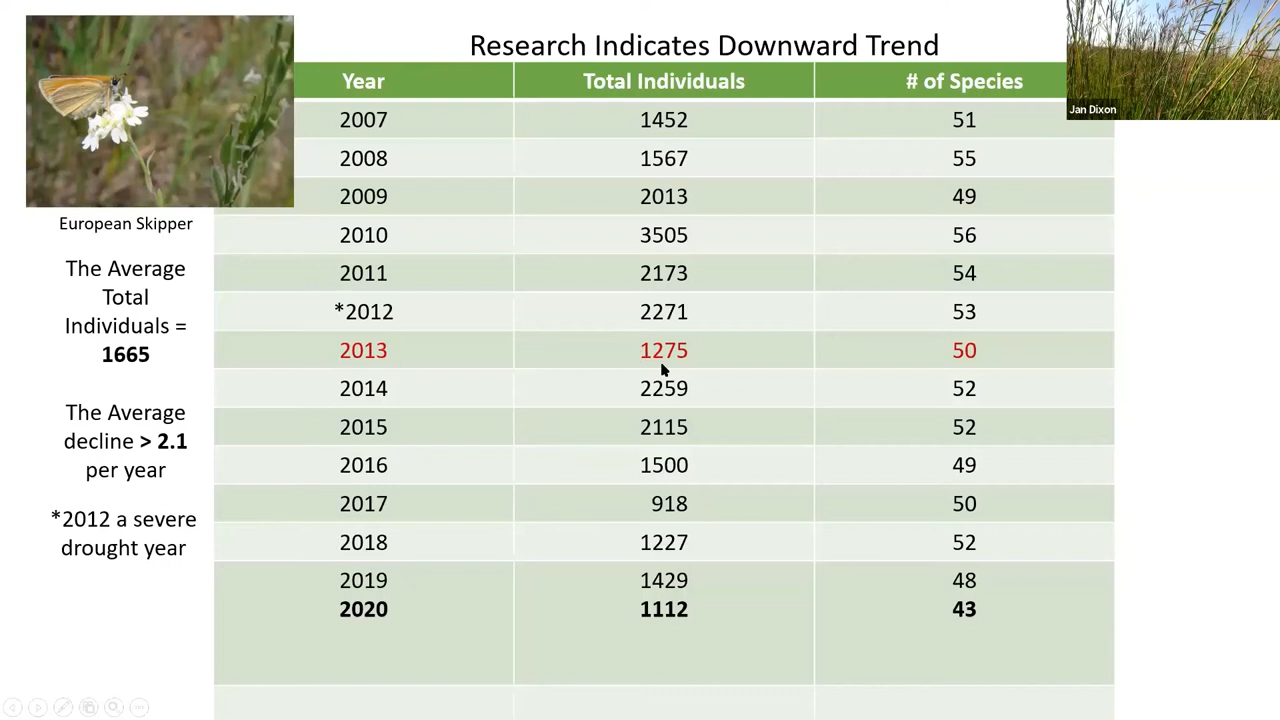 Research Indicates Downward Trend
Jan Dixon
Year Total Individuals # of Species
2007 1452 51
2008 1567 55
2009 2013 49
2010 3505 56
2011 2173 54
*2012 2271 53
2013 1275 50
2014 2259 52
2015 2115 52
2016 1500 49
2017 918 50
2018 1227 52
2019 1429 48
2020 1112 43
European Skipper
The Average
Total
Individuals =
1665
The Average
decline > 2.1
per year
*2012 a severe
drought year